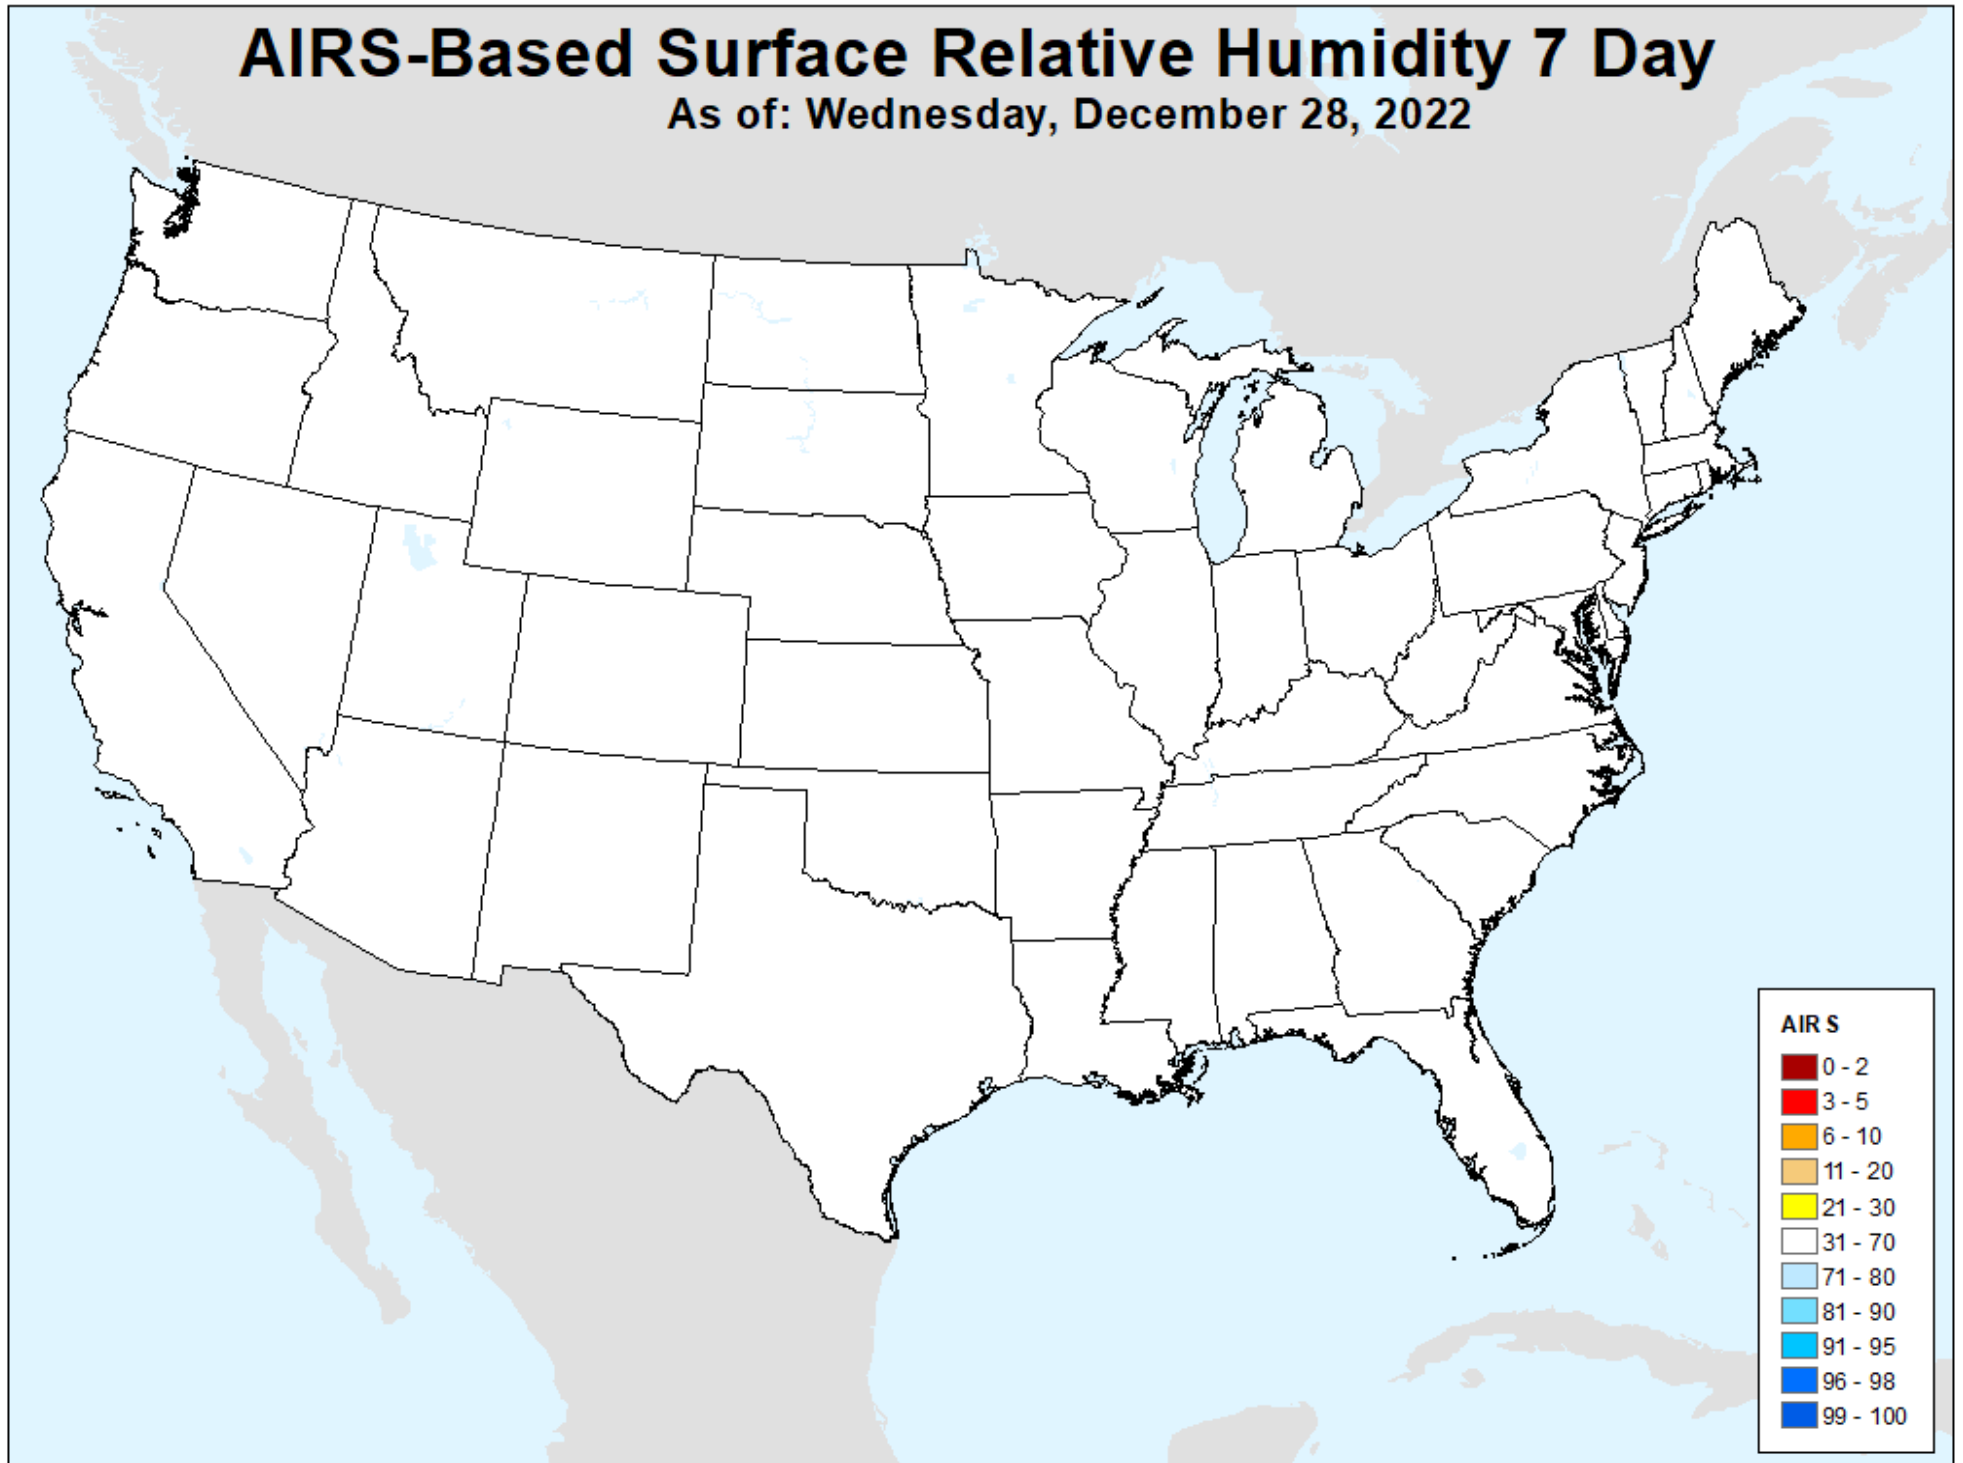 AIRS-Based Surface Relative Humidity 7 Day
As of: Wednesday, December 28, 2022
AIRS
0 - 2
3 - 5
6 - 10
11 - 20
21 - 30
31 - 70
71 - 80
81 - 90
91 - 95
96 - 98
99 - 100